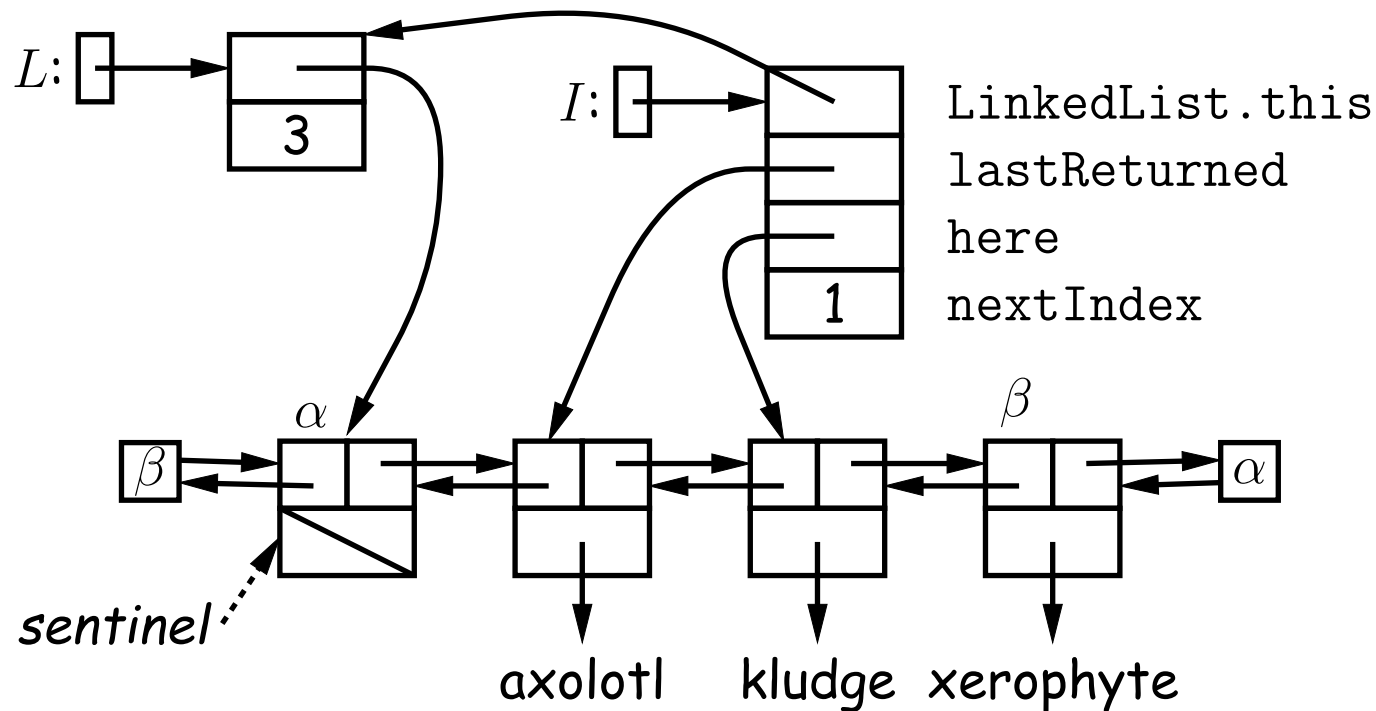 L:
3
I:
LinkedList.this
lastReturned
here
1
nextIndex
α
β
β
α
sentinel
axolotl kludge xerophyte